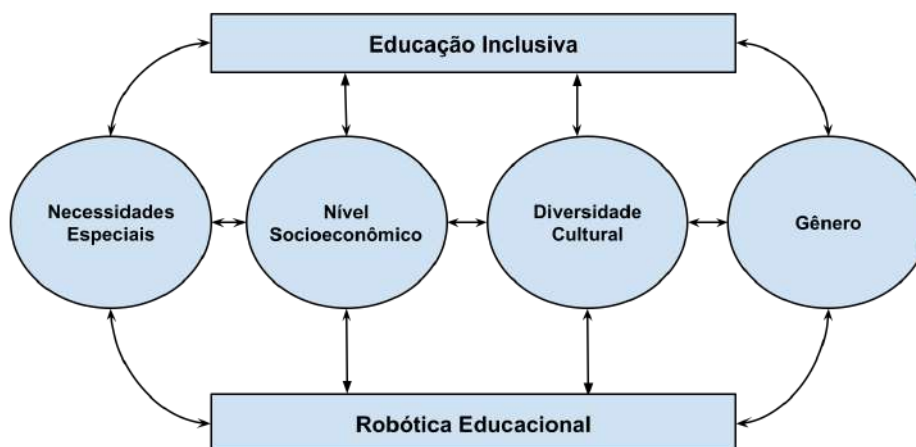 Educação Inclusiva
Necessidades
Especiais
Nível
Socioeconômico
Diversidade
Cultural
Gênero
Robótica Educacional